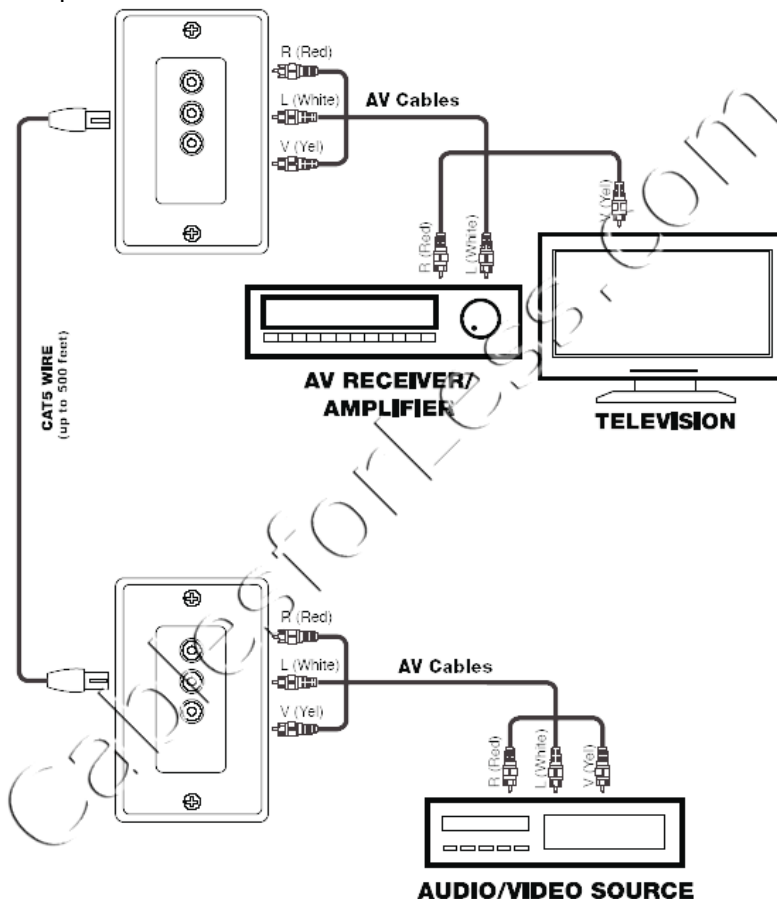 R (Red)
L (White)
AV Cables
V (Yel)
R (Red)
L (White)
V (Yel)
CAT5 WIRE
(up to 500 feet)
AV RECEIVER/
AMPLIFIER
TELEVISION
R (Red)
L (White)
AV Cables
V (Yel)
R (Red)
L (White)
V (Yel)
AUDIO/VIDEO SOURCE
CablesforLess.com